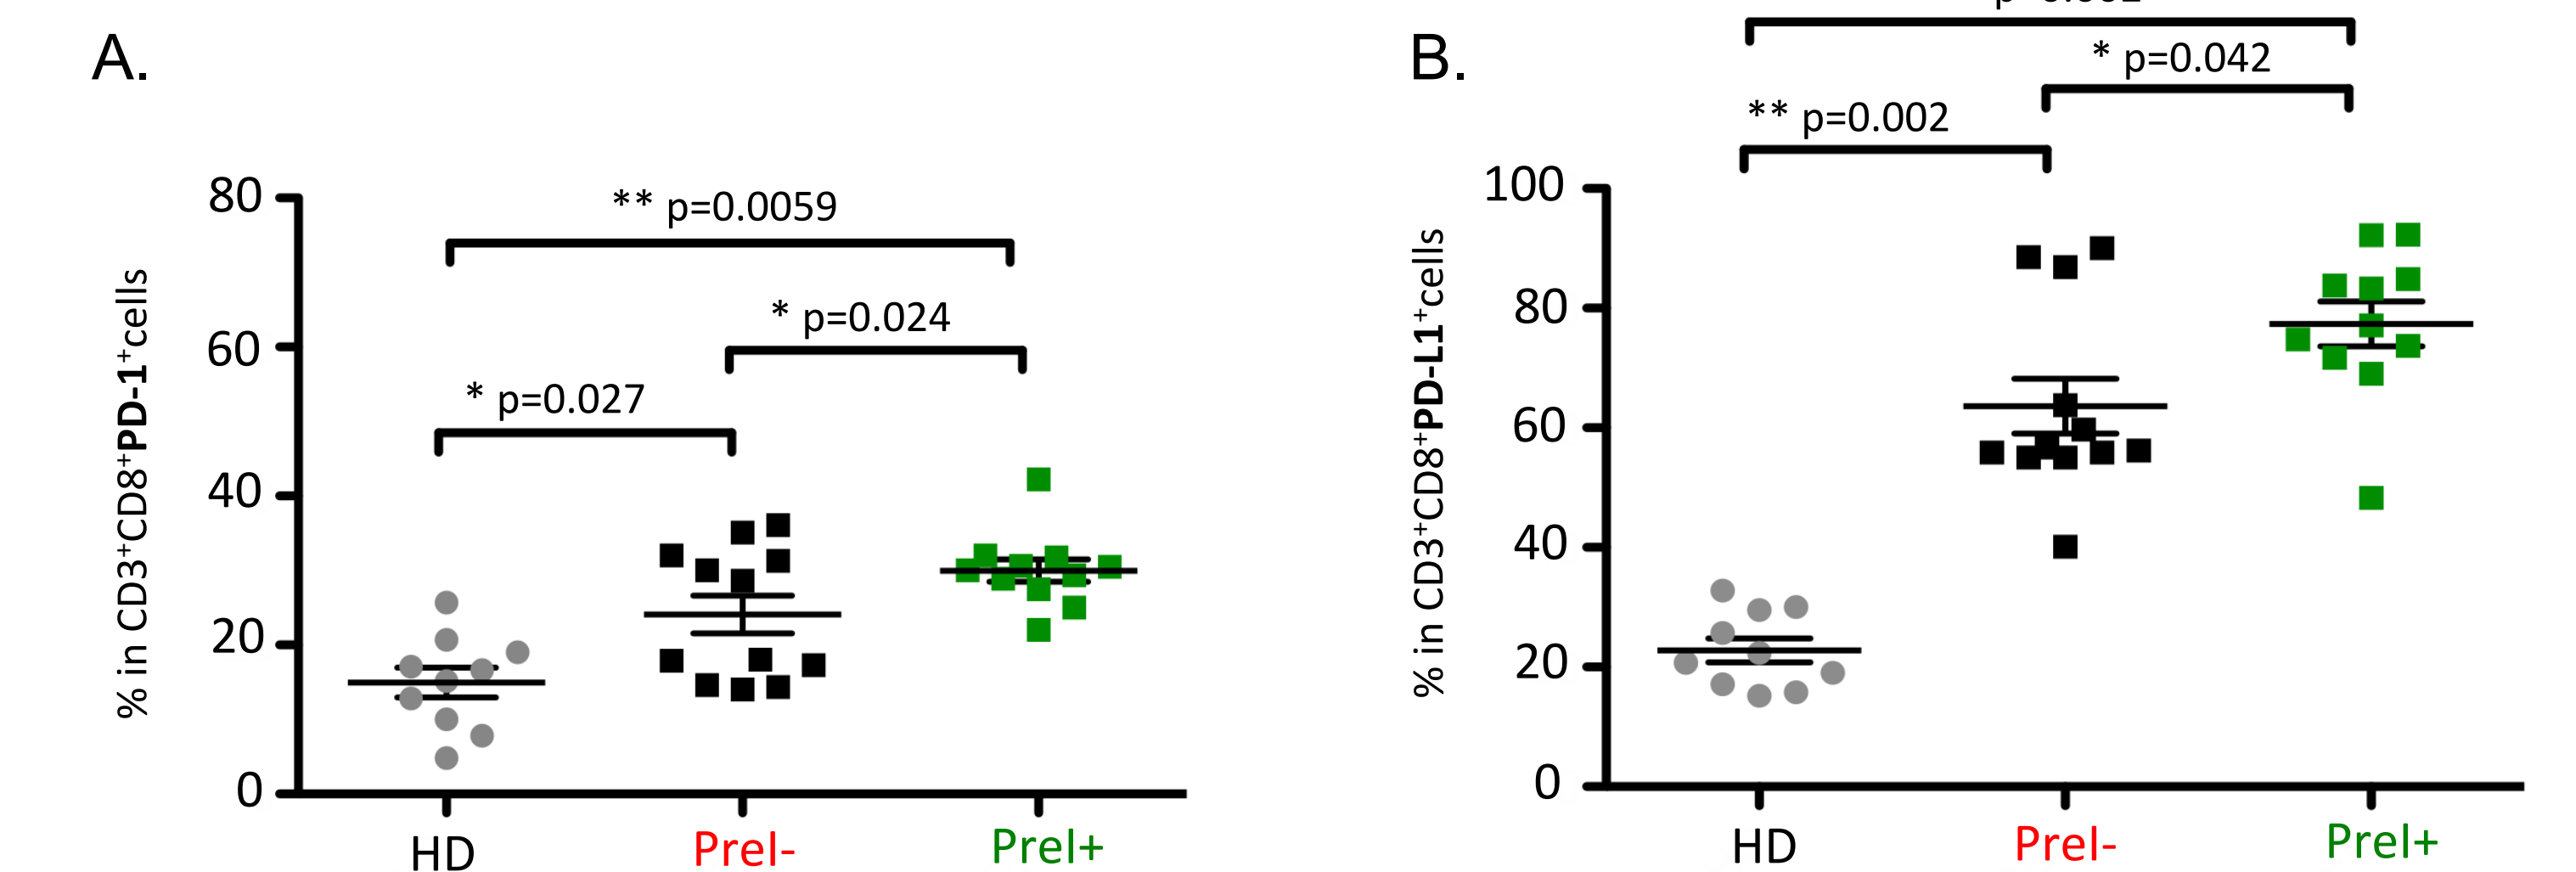 A.
80
60
40
20
0
% in CD3⁺CD8⁺PD-1⁺cells
** p=0.0059
* p=0.024
* p=0.027
HD
Prel-
Prel+
B.
* p=0.042
** p=0.002
100
80
60
40
20
0
% in CD3⁺CD8⁺PD-L1⁺cells
HD
Prel-
Prel+